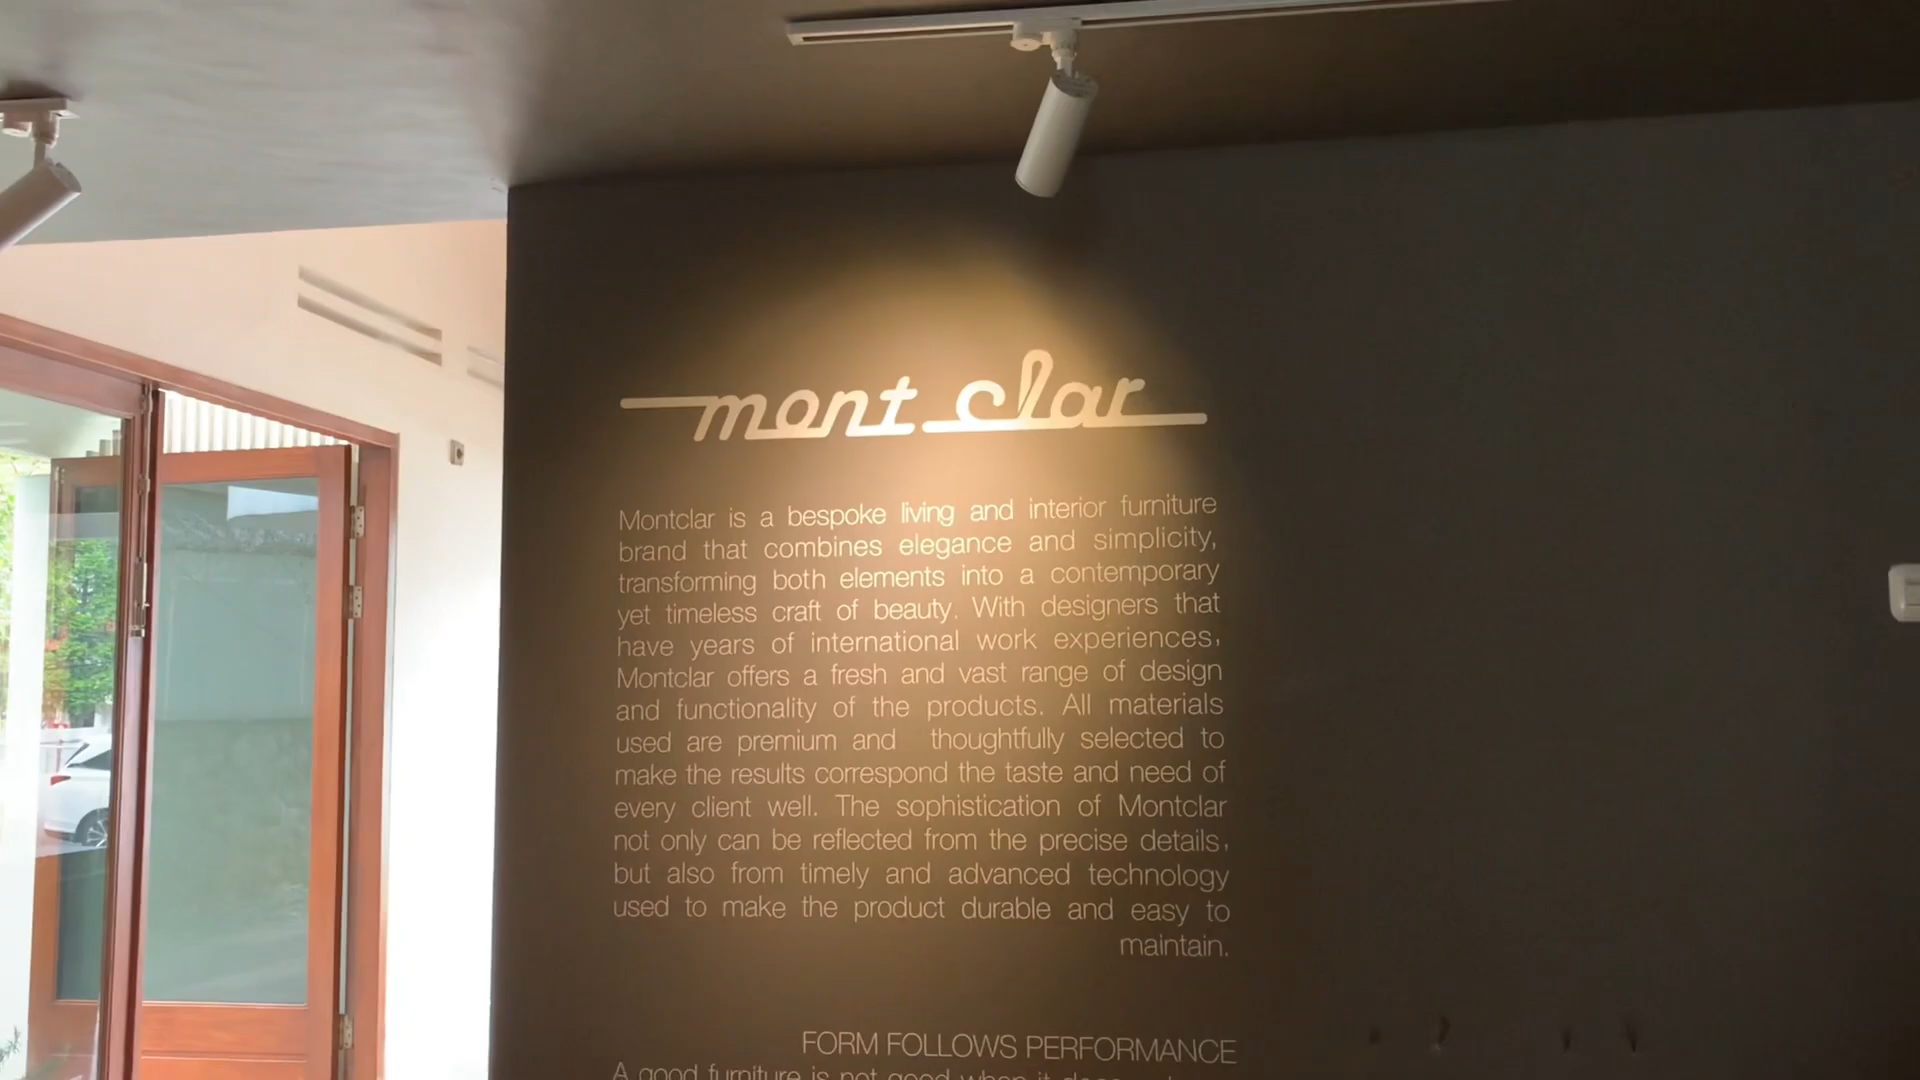 mont clar
Montclar is a bespoke living and interior furniture
brand that combines elegance and simplicity,
transforming both elements into a contemporary
yet timeless craft of beauty. With designers that
have years of international work experiences,
Montclar offers a fresh and vast range of design
and functionality of the products. All materials
used are premium and thoughtfully selected to
make the results correspond the taste and need of
every client well. The sophistication of Montclar
not only can be reflected from the precise details,
but also from timely and advanced technology
used to make the product durable and easy to
maintain.
FORM FOLLOWS PERFORMANCE
A good furniture is not good when it does